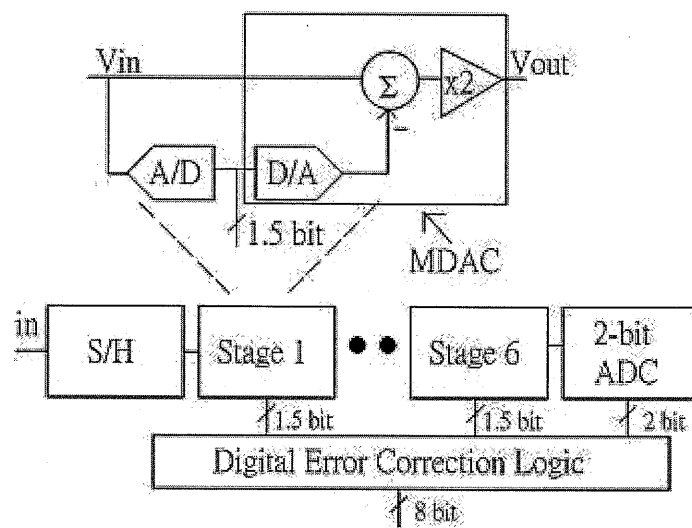 Vin
Σ
x2
Vout
A/D
D/A
1.5 bit
MDAC
in
S/H
Stage 1
Stage 6
2-bit
ADC
1.5 bit
1.5 bit
2 bit
Digital Error Correction Logic
8 bit